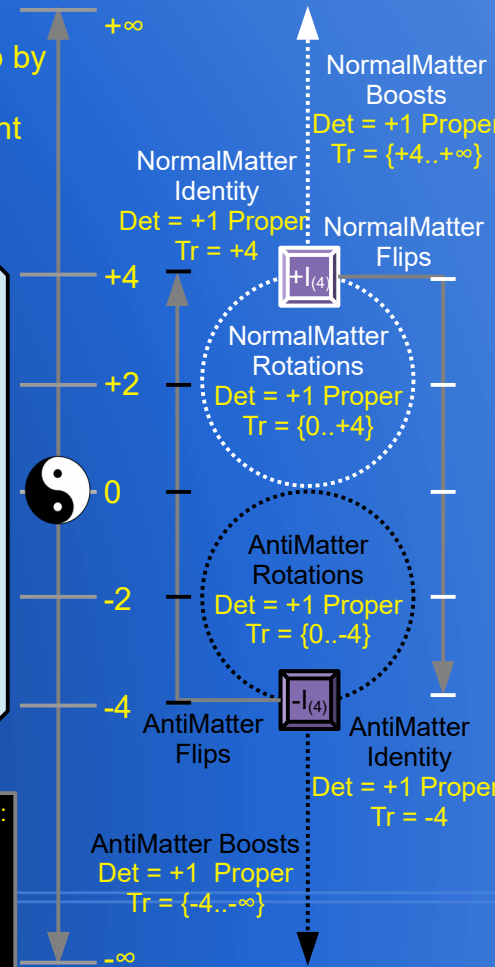 +∞
by
nt
NormalMatter
Boosts
Det = +1 Proper
Tr = {+4..+∞}
NormalMatter
Identity
Det = +1 Proper
Tr = +4
NormalMatter
Flips
+4
+I(4)
NormalMatter
Rotations
Det = +1 Proper
Tr = {0..+4}
+2
0
AntiMatter
Rotations
Det = +1 Proper
Tr = {0..-4}
-2
-4
-I(4)
AntiMatter
Flips
AntiMatter
Identity
Det = +1 Proper
Tr = -4
:
AntiMatter Boosts
Det = +1 Proper
Tr = {-4..-∞}
-∞